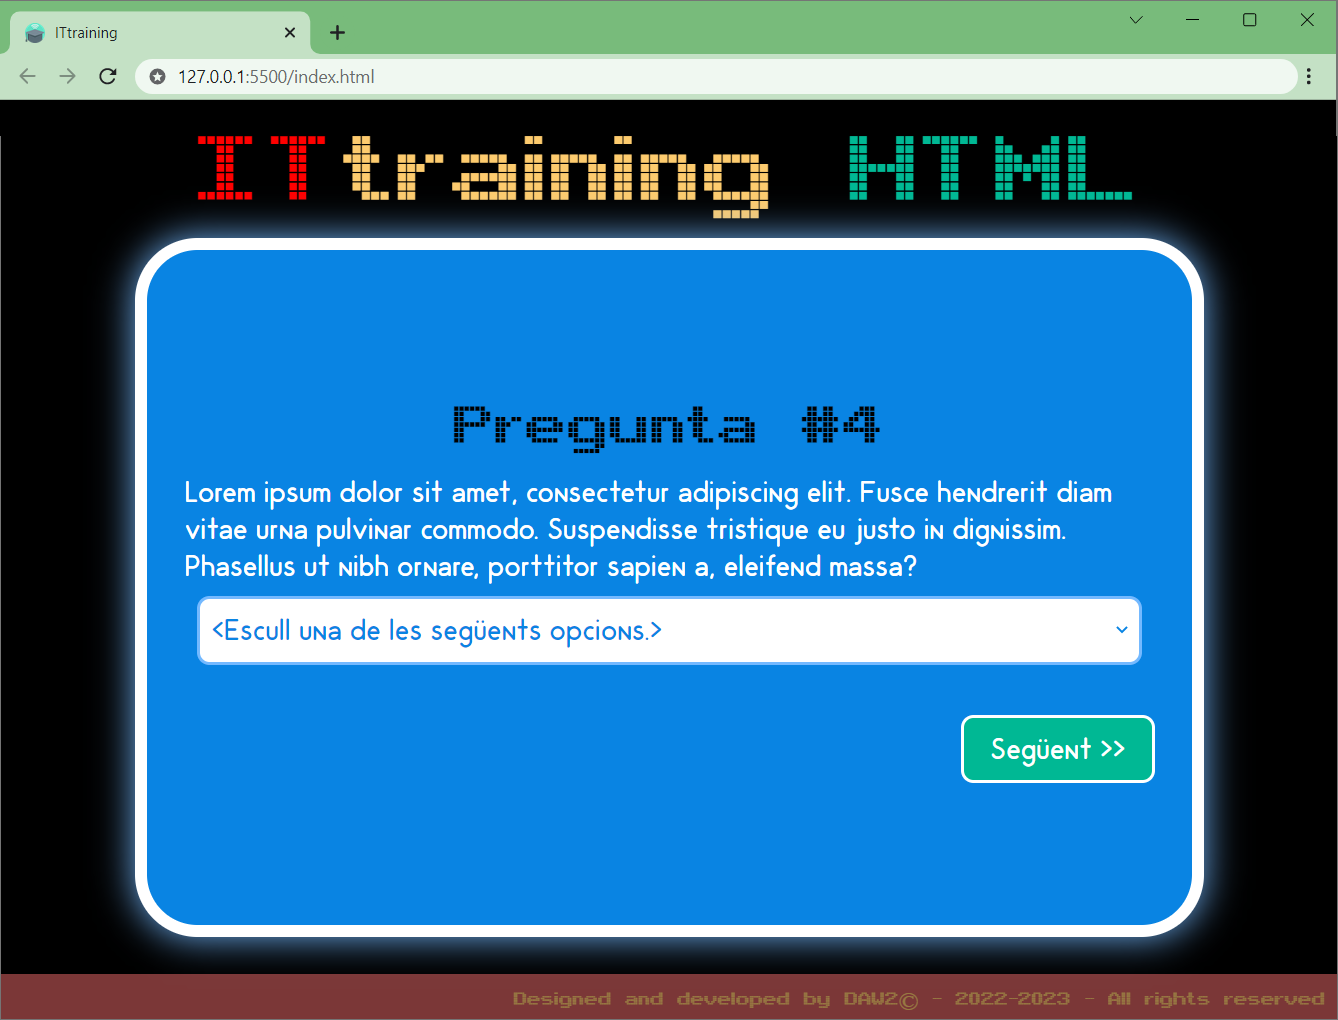 ITtraining
127.0.0.1:5500/index.html
ITtraining HTML
Pregunta #4
Lorem ipsum dolor sit amet, consectetur adipiscing elit. Fusce hendrerit diam
vitae urna pulvinar commodo. Suspendisse tristique eu justo in dignissim.
Phasellus ut nibh ornare, porttitor sapien a, eleifend massa?
<Escull una de les següents opcions.>
Següent >>
Designed and developed by DAW2© - 2022-2023 - All rights reserved